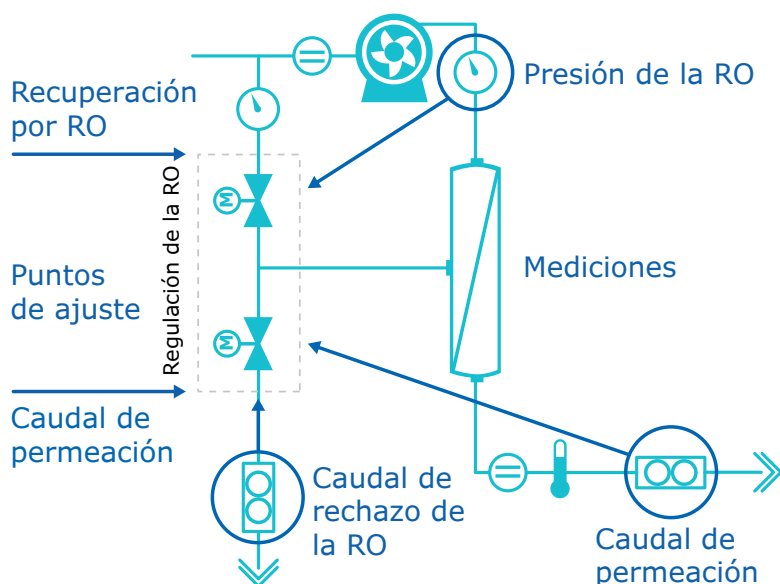 Recuperación
por RO
Presión de la RO
Regulación de la RO
M
Mediciones
Puntos
de ajuste
M
Caudal de
permeación
Caudal de
rechazo de
la RO
Caudal de
permeación